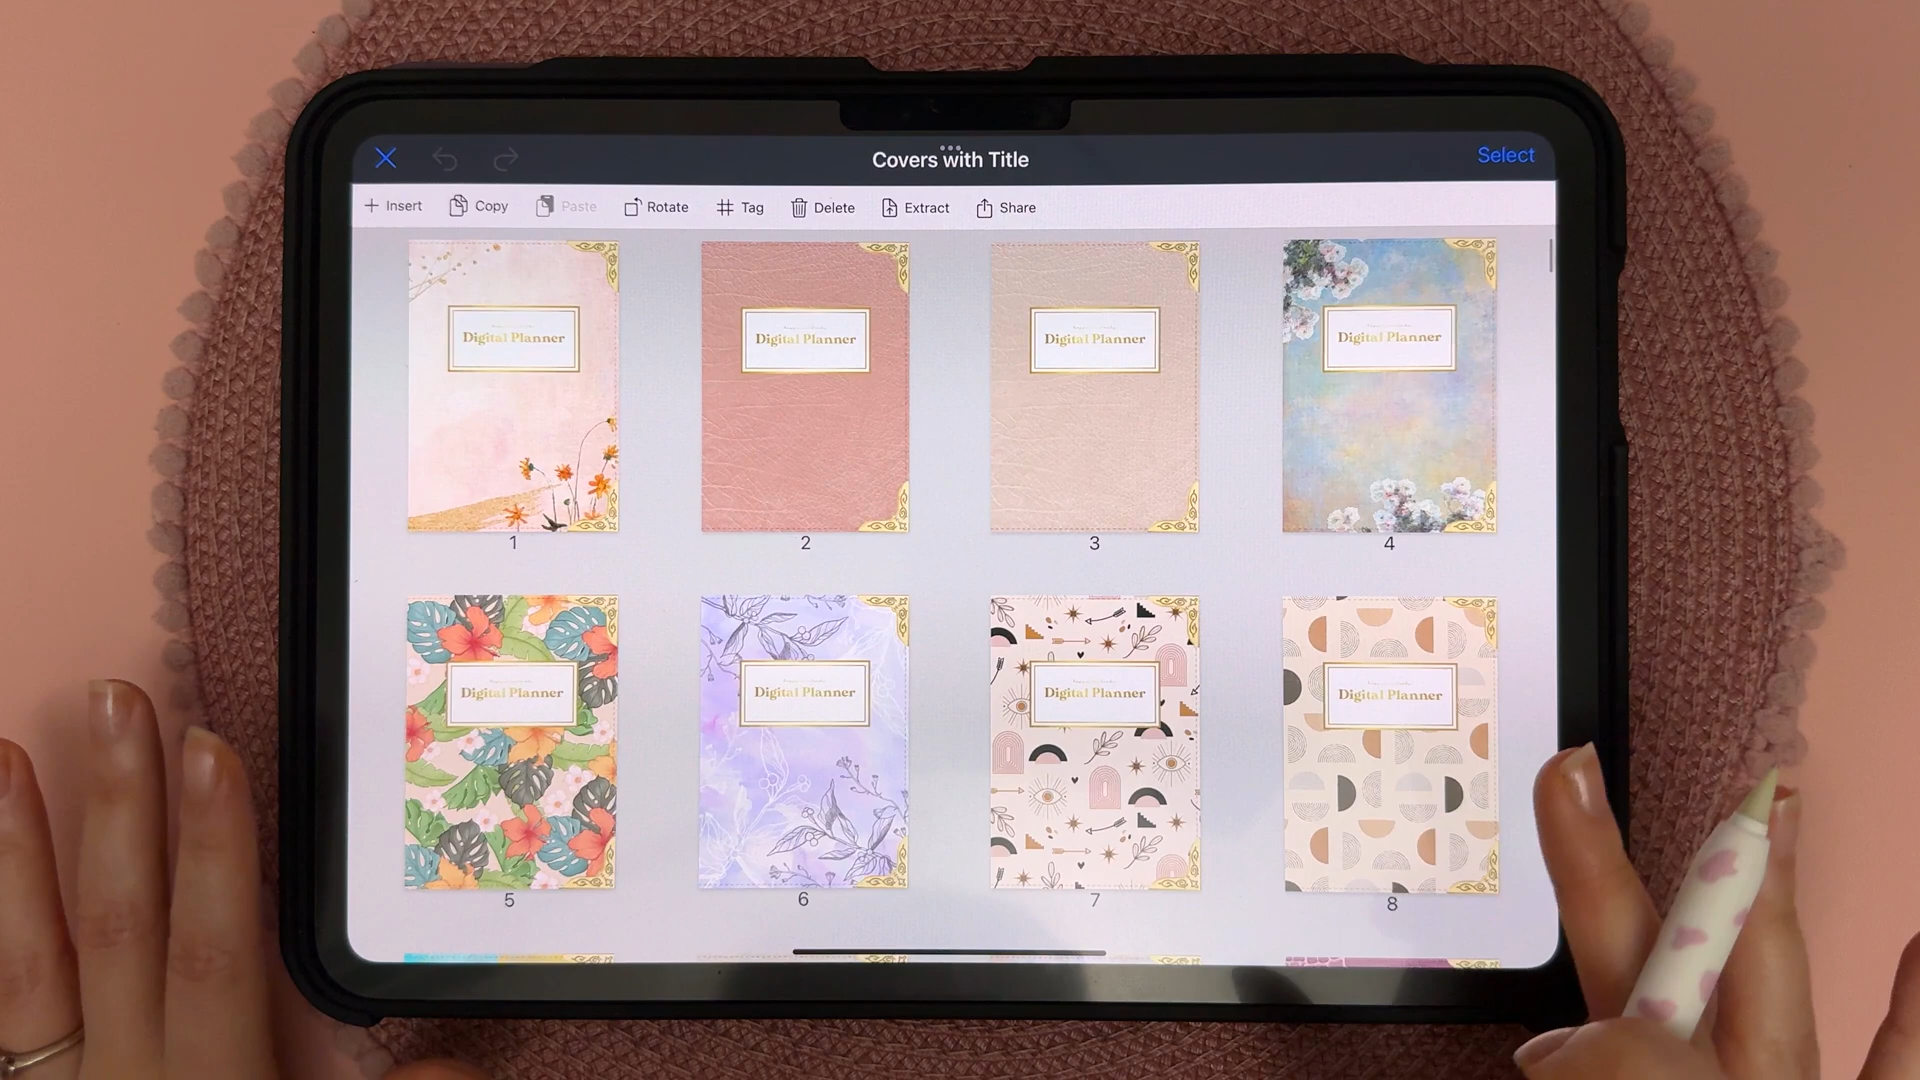 Covers with Title
Select
Insert
Copy
Paste
Rotate
Tag
Delete
Extract
Share
Digital Planner
Digital Planner
Digital Planner
Digital Planner
1
2
3
4
Digital Planner
Digital Planner
Digital Planner
Digital Planner
5
6
7
8